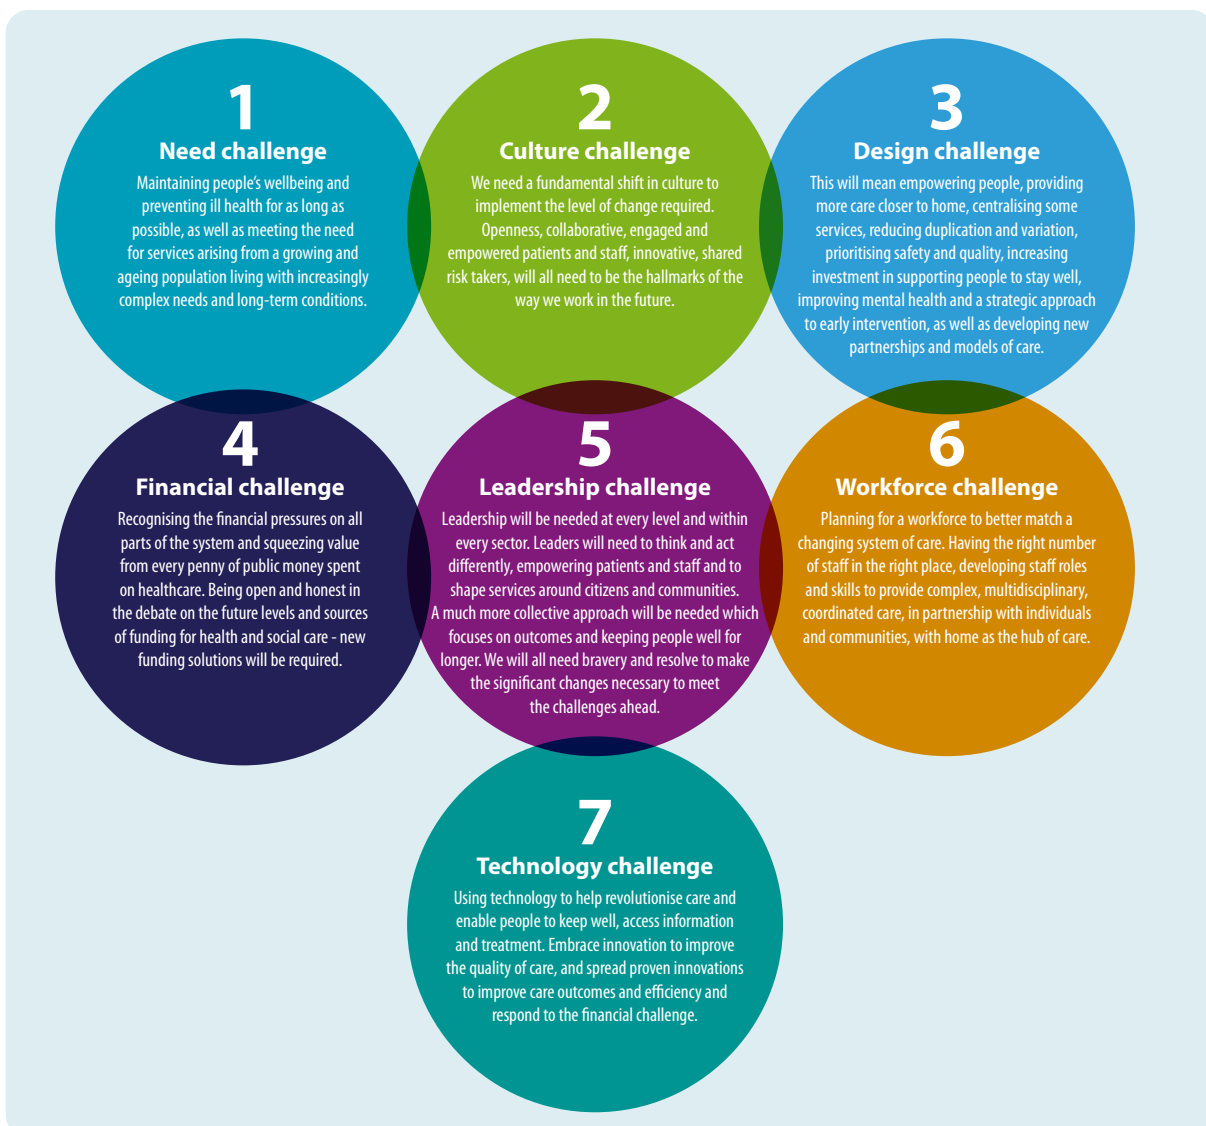 1
Need challenge
Maintaining people's wellbeing and
preventing ill health for as long as
possible, as well as meeting the need
for services arising from a growing and
ageing population living with increasingly
complex needs and long-term conditions.
2
Culture challenge
We need a fundamental shift in culture to
implement the level of change required.
Openness, collaborative, engaged and
empowered patients and staff, innovative, shared
risk takers, will all need to be the hallmarks of the
way we work in the future.
3
Design challenge
This will mean empowering people, providing
more care closer to home, centralising some
services, reducing duplication and variation,
prioritising safety and quality, increasing
investment in supporting people to stay well,
improving mental health and a strategic approach
to early intervention, as well as developing new
partnerships and models of care.
4
Financial challenge
Recognising the financial pressures on all
parts of the system and squeezing value
from every penny of public money spent
on healthcare. Being open and honest in
the debate on the future levels and sources
of funding for health and social care - new
funding solutions will be required.
5
Leadership challenge
Leadership will be needed at every level and within
every sector. Leaders will need to think and act
differently, empowering patients and staff and to
shape services around citizens and communities.
A much more collective approach will be needed which
focuses on outcomes and keeping people well for
longer. We will all need bravery and resolve to make
the significant changes necessary to meet
the challenges ahead.
6
Workforce challenge
Planning for a workforce to better match a
changing system of care. Having the right number
of staff in the right place, developing staff roles
and skills to provide complex, multidisciplinary,
coordinated care, in partnership with individuals
and communities, with home as the hub of care.
7
Technology challenge
Using technology to help revolutionise care and
enable people to keep well, access information
and treatment. Embrace innovation to improve
the quality of care, and spread proven innovations
to improve care outcomes and efficiency and
respond to the financial challenge.